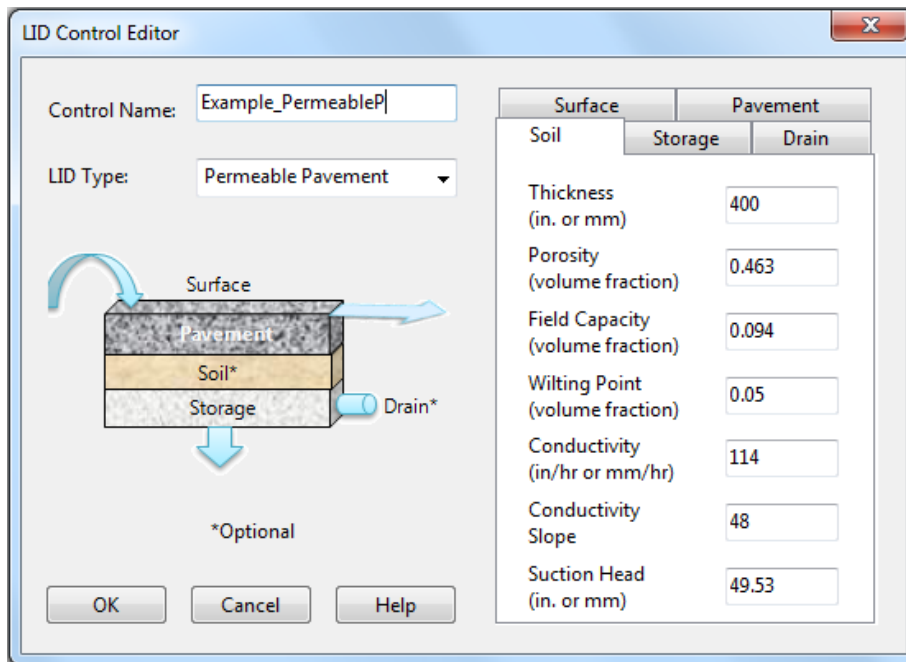 LID Control Editor
Control Name: Example_PermeableP
LID Type: Permeable Pavement
Surface
Pavement
Soil*
Storage
Drain*
*Optional
OK Cancel Help
Surface Pavement
Soil Storage Drain
Thickness
(in. or mm) 400
Porosity
(volume fraction) 0.463
Field Capacity
(volume fraction) 0.094
Wilting Point
(volume fraction) 0.05
Conductivity
(in/hr or mm/hr) 114
Conductivity
Slope 48
Suction Head
(in. or mm) 49.53